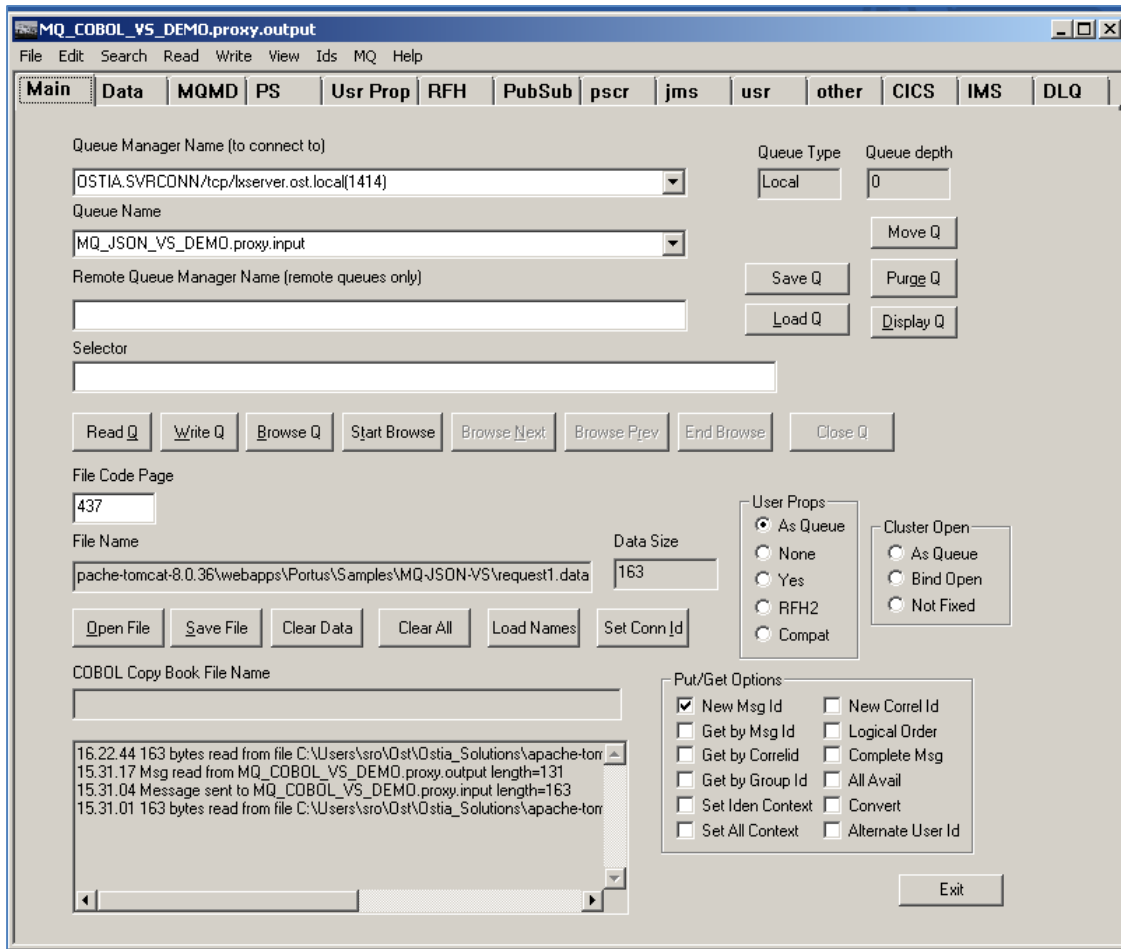 MQ_COBOL_VS_DEMO.proxy.output
File Edit Search Read Write View Ids MQ Help
Main Data MQMD PS Usr Prop RFH PubSub pscr jms usr other CICS IMS DLQ
Queue Manager Name (to connect to)
Queue Type Queue depth
OSTIA.SVRCONN/tcp/lxserver.ost.local(1414)
Local 0
Queue Name
MQ_JSON_VS_DEMO.proxy.input
Move Q
Remote Queue Manager Name (remote queues only)
Save Q Purge Q
Load Q Display Q
Selector
Read Q Write Q Browse Q Start Browse Browse Next Browse Prev End Browse Close Q
File Code Page
437
File Name
Data Size
pache-tomcat-8.0.36\webapps\Portus\Samples\MQ-JSON-VS\request1.data
163
User Props
As Queue
None
Yes
RFH2
Compat
Cluster Open
As Queue
Bind Open
Not Fixed
Open File Save File Clear Data Clear All Load Names Set Conn Id
COBOL Copy Book File Name
16.22.44 163 bytes read from file C:\Users\sro\Ost\Ostia_Solutions\apache-tom
15.31.17 Msg read from MQ_COBOL_VS_DEMO.proxy.output length=131
15.31.04 Message sent to MQ_COBOL_VS_DEMO.proxy.input length=163
15.31.01 163 bytes read from file C:\Users\sro\Ost\Ostia_Solutions\apache-tom
Put/Get Options
New Msg Id New Correl Id
Get by Msg Id Logical Order
Get by Correlid Complete Msg
Get by Group Id All Avail
Set Iden Context Convert
Set All Context Alternate User Id
Exit